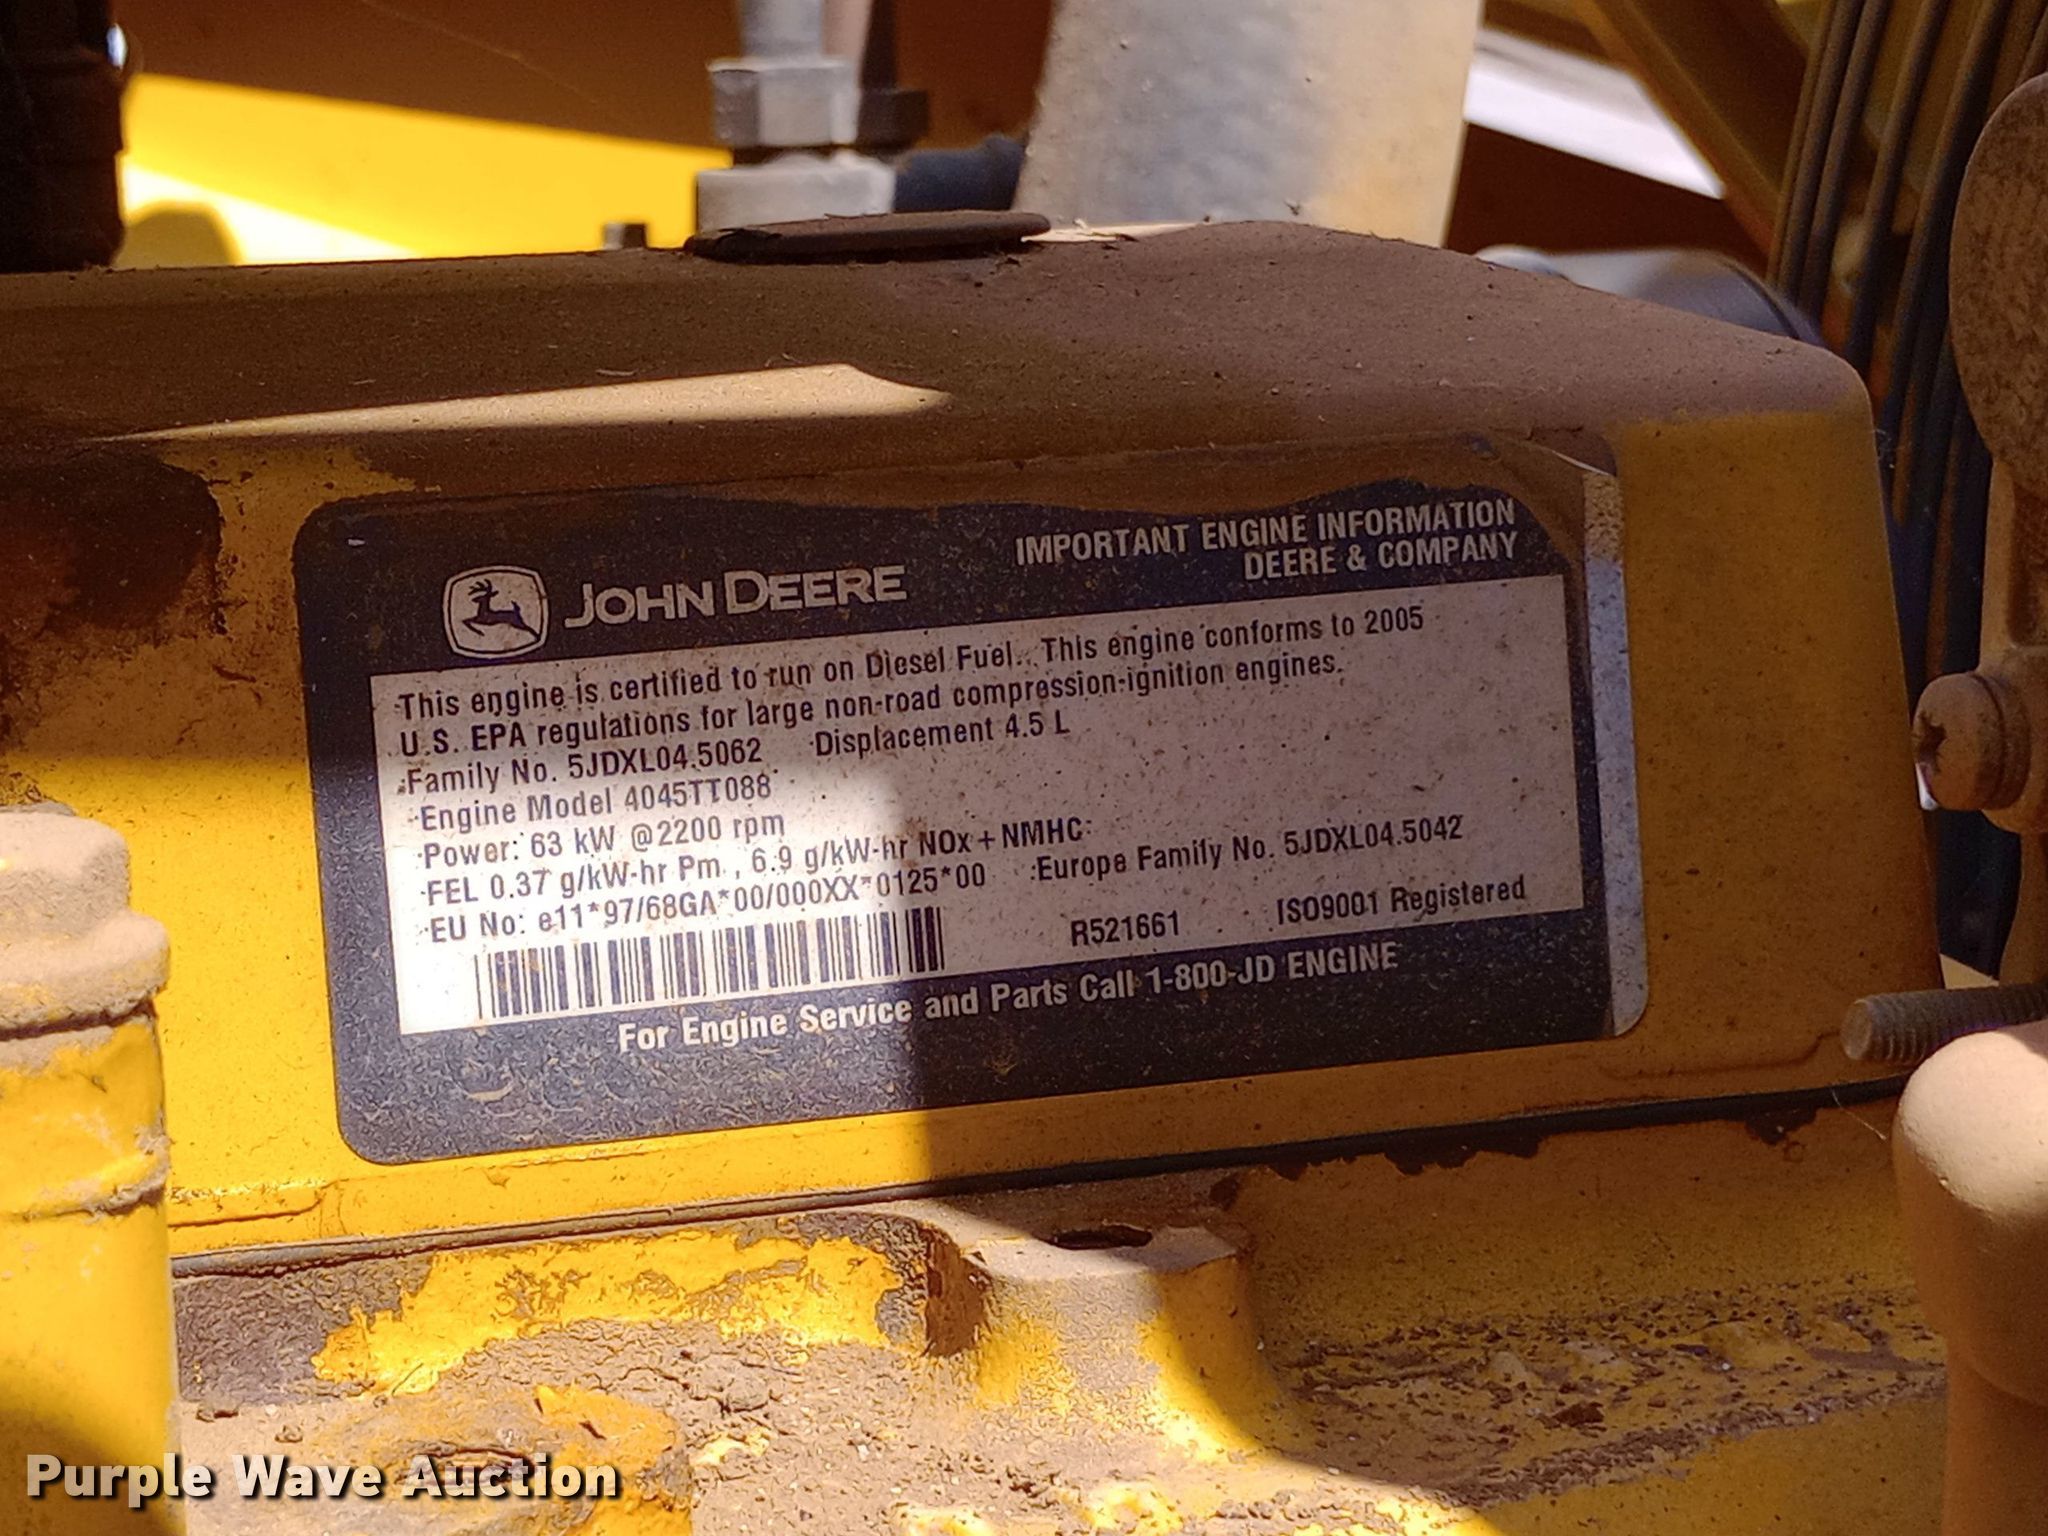 IMPORTANT ENGINE INFORMATION
DEERE & COMPANY
JOHN DEERE
This engine is certified to run on Diesel Fuel. This engine conforms to 2005
U.S. EPA regulations for large non-road compression-ignition engines.
Family No. 5JDXL04.5062 Displacement 4.5 L
Engine Model 4045TT088
Power: 63 kW @2200 rpm
FEL 0.37 g/kW-hr Pm , 6.9 g/kW-hr NOx + NMHC
EU No: e11*97/68GA*00/000XX*0125*00 Europe Family No. 5JDXL04.5042
R521661 ISO9001 Registered
For Engine Service and Parts Call 1-800-JD ENGINE
Purple Wave Auction